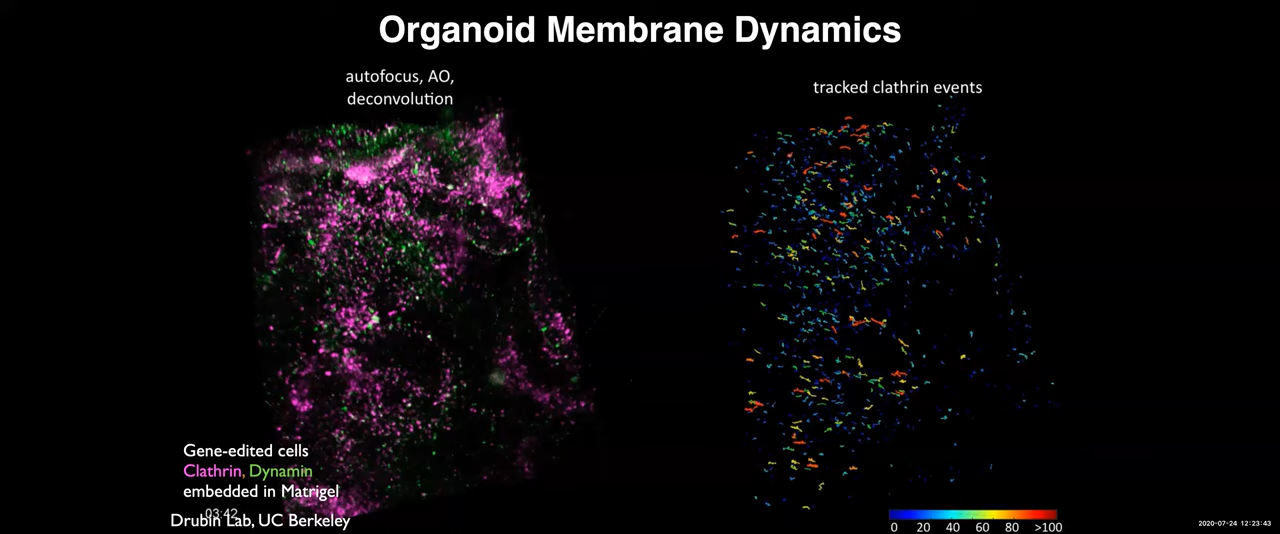 Organoid Membrane Dynamics
autofocus, AO,
deconvolution
tracked clathrin events
Gene-edited cells
Clathrin, Dynamin
embedded in Matrigel
03:42
Drubin Lab, UC Berkeley
0 20 40 60 80 >100
2020-07-24 12:23:43